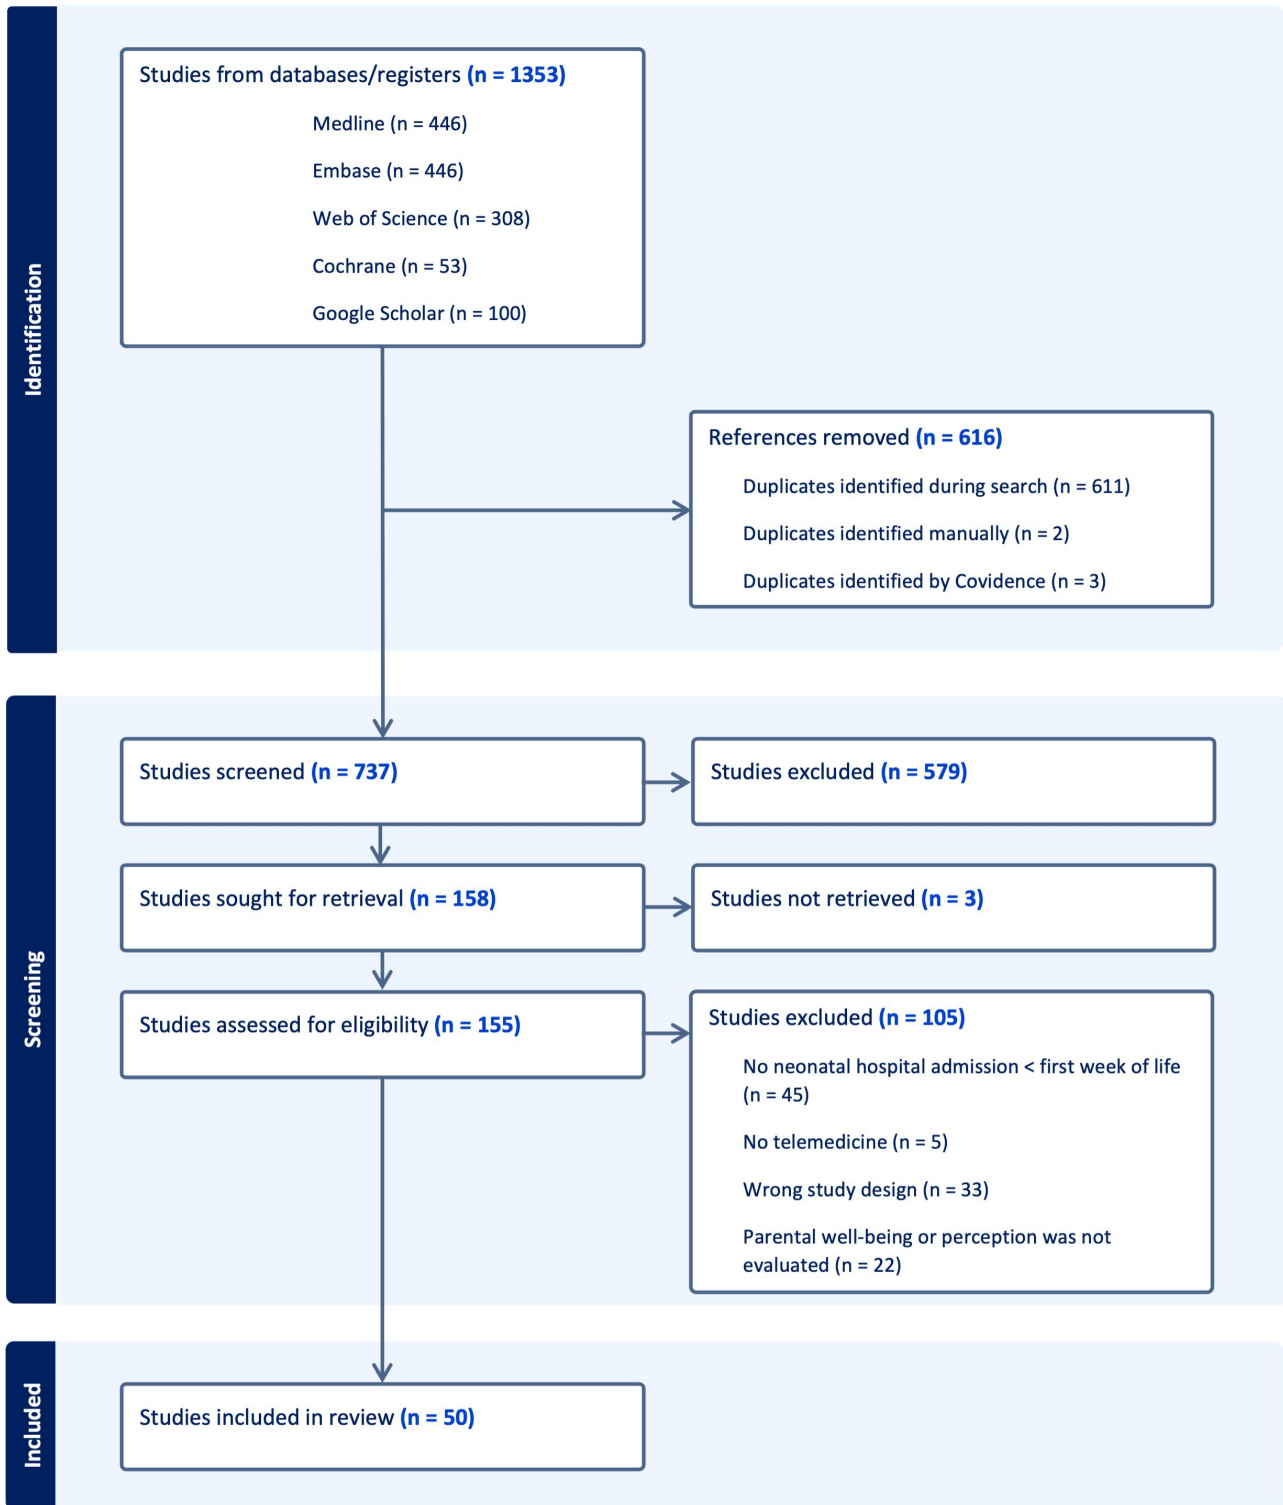 Identification
Studies from databases/registers (n = 1353)
Medline (n = 446)
Embase (n = 446)
Web of Science (n = 308)
Cochrane (n = 53)
Google Scholar (n = 100)
References removed (n = 616)
Duplicates identified during search (n = 611)
Duplicates identified manually (n = 2)
Duplicates identified by Covidence (n = 3)
Screening
Studies screened (n = 737)
Studies excluded (n = 579)
Studies sought for retrieval (n = 158)
Studies not retrieved (n = 3)
Studies assessed for eligibility (n = 155)
Studies excluded (n = 105)
No neonatal hospital admission < first week of life
(n = 45)
No telemedicine (n = 5)
Wrong study design (n = 33)
Parental well-being or perception was not
evaluated (n = 22)
Included
Studies included in review (n = 50)